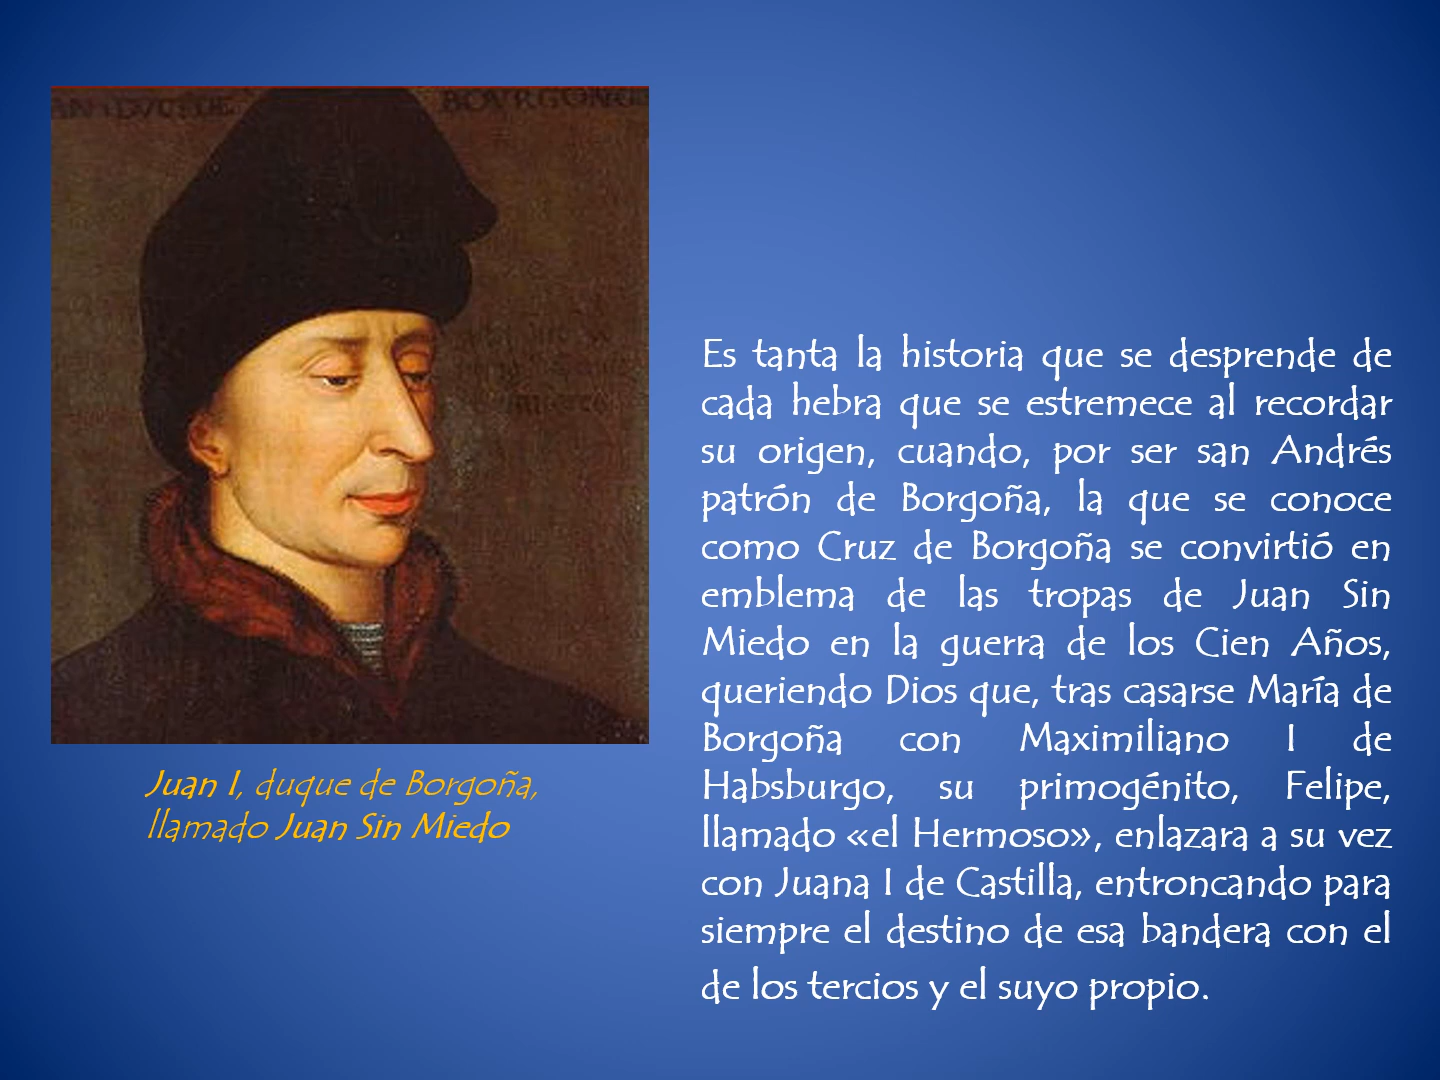 BOVRGONG
Es tanta la historia que se desprende de
cada hebra que se estremece al recordar
su origen, cuando, por ser san Andrés
patrón de Borgoña, la que se conoce
como Cruz de Borgoña se convirtió en
emblema de las tropas de Juan Sin
Miedo en la guerra de los Cien Años,
queriendo Dios que, tras casarse María de
Borgoña con Maximiliano I de
Habsburgo, su primogénito, Felipe,
llamado «el Hermoso», enlazara a su vez
con Juana I de Castilla, entroncando para
siempre el destino de esa bandera con el
de los tercios y el suyo propio.
Juan I, duque de Borgoña,
llamado Juan Sin Miedo